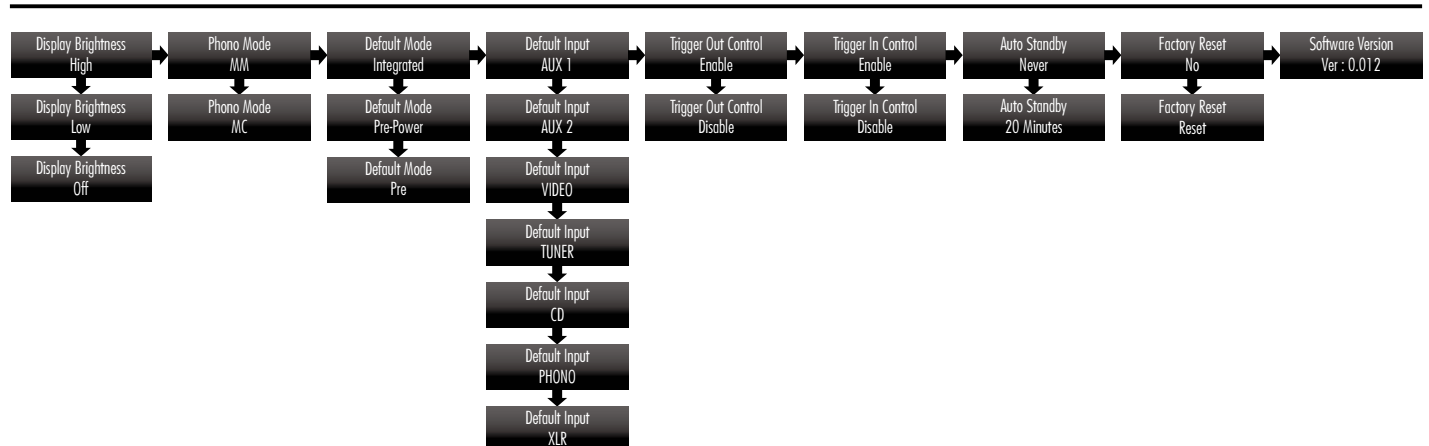 Display Brightness
High
Phono Mode
MM
Default Mode
Integrated
Default Input
AUX 1
Trigger Out Control
Enable
Trigger In Control
Enable
Auto Standby
Never
Factory Reset
No
Software Version
Ver : 0.012
Display Brightness
Low
Phono Mode
MC
Default Mode
Pre-Power
Default Input
AUX 2
Trigger Out Control
Disable
Trigger In Control
Disable
Auto Standby
20 Minutes
Factory Reset
Reset
Display Brightness
Off
Default Mode
Pre
Default Input
VIDEO
Default Input
TUNER
Default Input
CD
Default Input
PHONO
Default Input
XLR